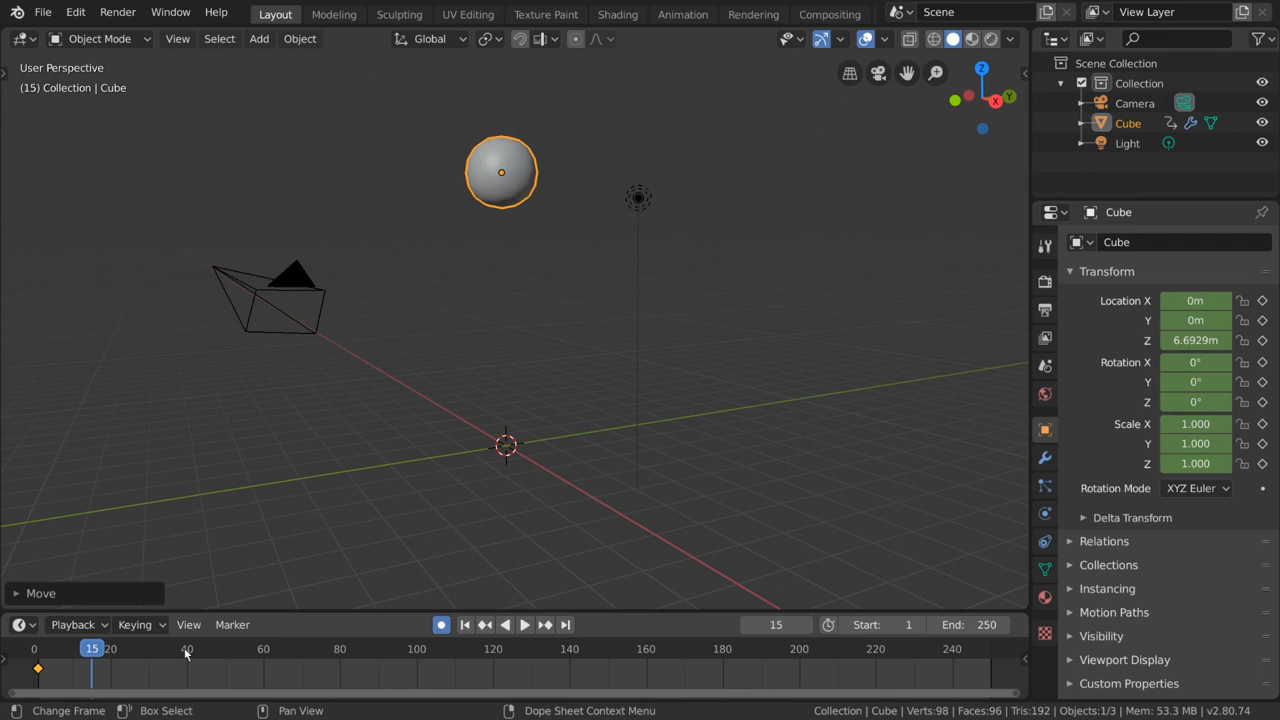 File Edit Render Window Help Layout Modeling Sculpting UV Editing Texture Paint Shading Animation Rendering Compositing Scene View Layer
Object Mode View Select Add Object Global
User Perspective
(15) Collection | Cube
Z
Y
X
Scene Collection
Collection
Camera
Cube
Light
Cube
Cube
Transform
Location X 0m
Y 0m
Z 6.6929m
Rotation X 0°
Y 0°
Z 0°
Scale X 1.000
Y 1.000
Z 1.000
Rotation Mode XYZ Euler
Delta Transform
Relations
Collections
Instancing
Motion Paths
Visibility
Viewport Display
Custom Properties
Move
Playback Keying View Marker 15 Start: 1 End: 250
0 15 20 40 60 80 100 120 140 160 180 200 220 240
Change Frame Box Select Pan View Dope Sheet Context Menu Collection | Cube | Verts:98 | Faces:96 | Tris:192 | Objects:1/3 | Mem: 53.3 MB | v2.80.74